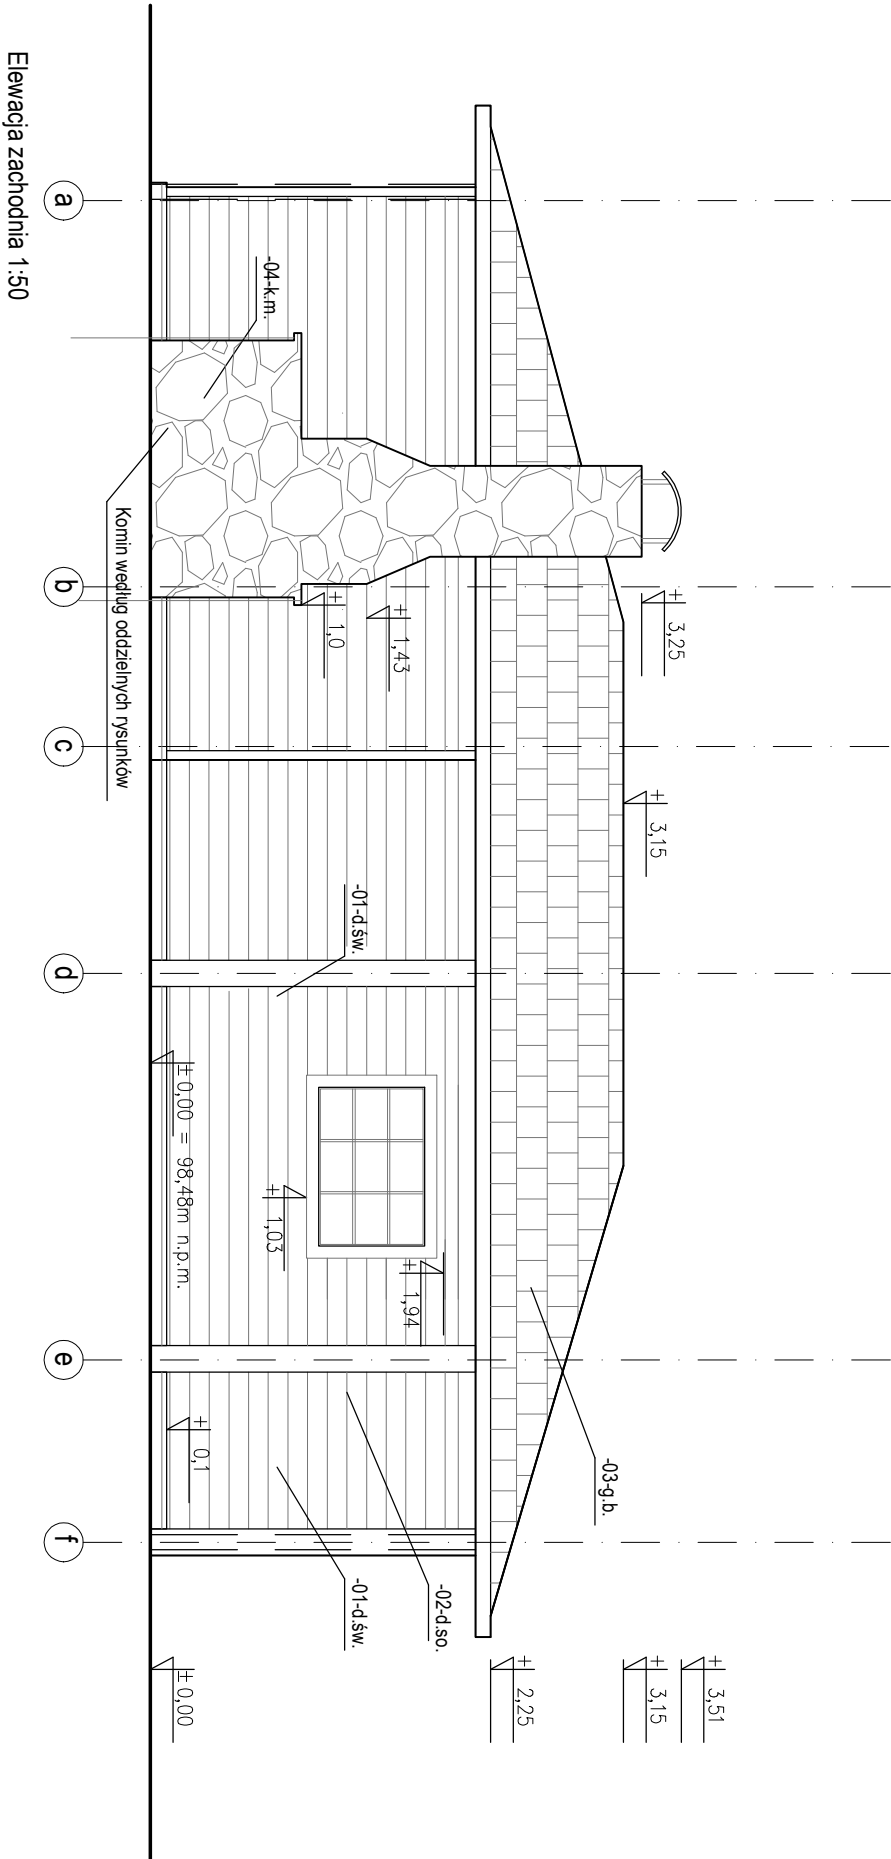 + 3,51
+ 3,15
+ 2,25
± 0,00
+ 3,25
+ 3,15
+ 1,43
+ 1,0
+ 1,94
+ 1,03
+ 0,1
± 0,00 = 98,48m n.p.m.
-04-k.m.
-01-d.św.
-03-g.b.
-02-d.so.
-01-d.św.
Komin według oddzielnych rysunków
a
b
c
d
e
f
Elewacja zachodnia 1:50